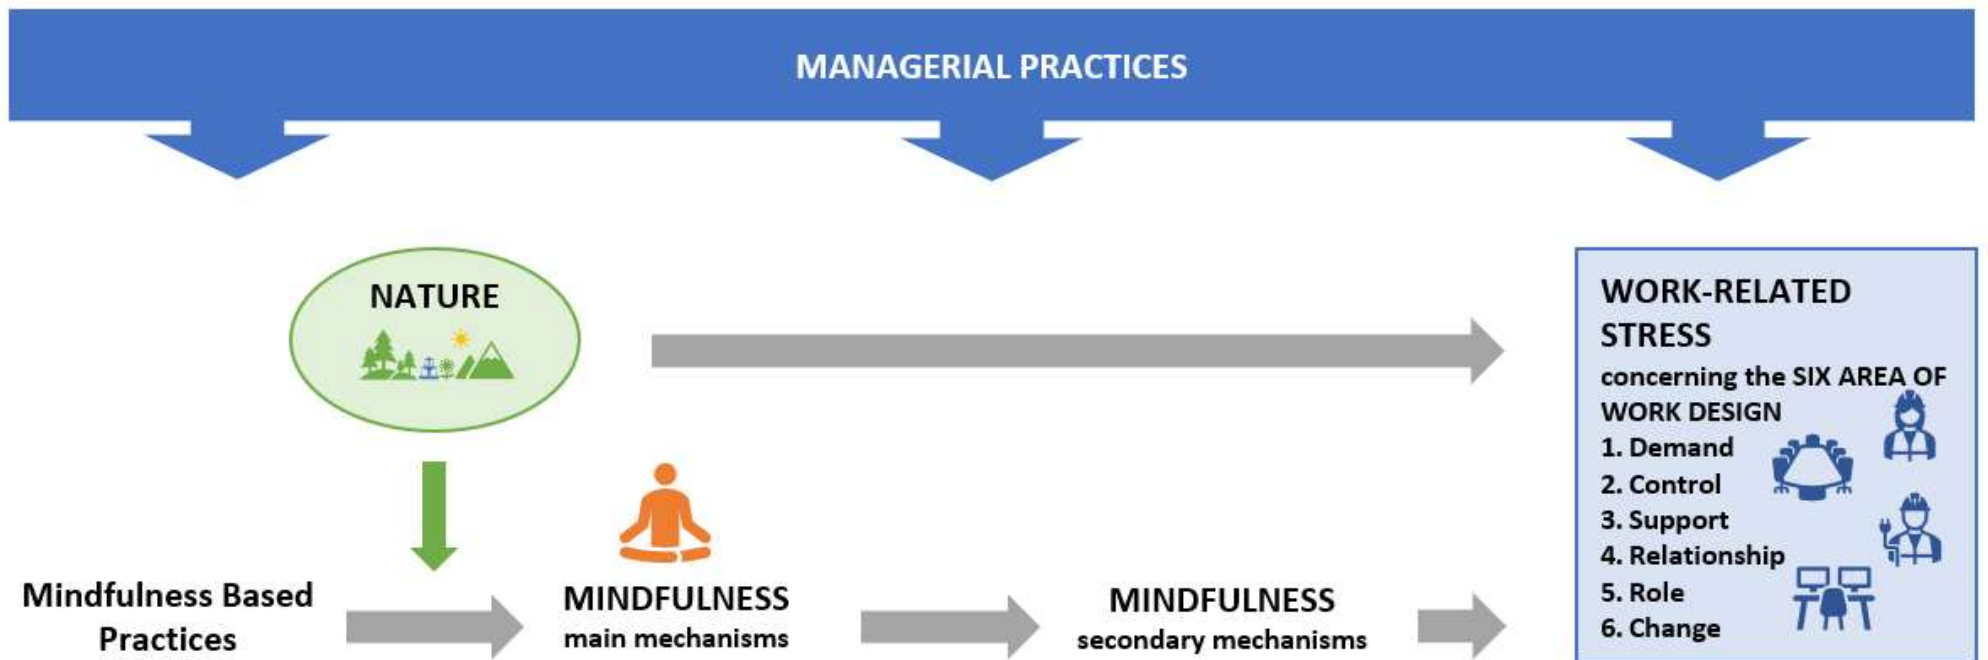 MANAGERIAL PRACTICES
NATURE
WORK-RELATED
STRESS
concerning the SIX AREA OF
WORK DESIGN
1. Demand
2. Control
3. Support
4. Relationship
5. Role
6. Change
Mindfulness Based
Practices
MINDFULNESS
main mechanisms
MINDFULNESS
secondary mechanisms